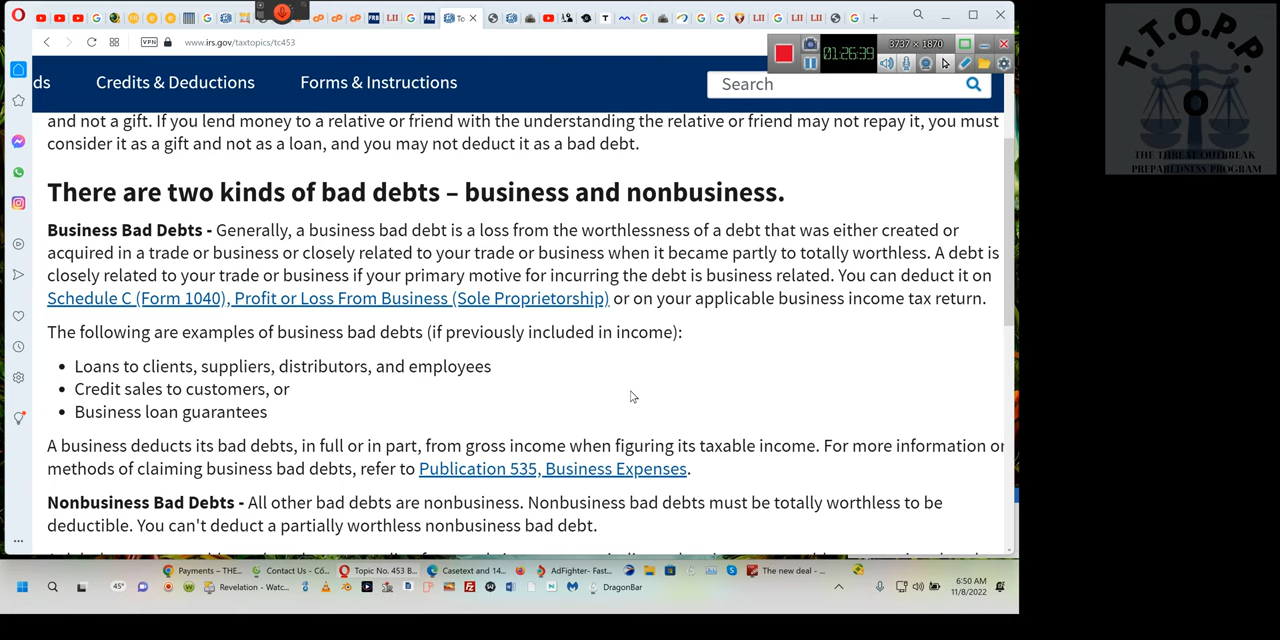 FRB
LII
FRB
To
T
LII
LII
LII
VPN
www.irs.gov/taxtopics/tc453
01:26:39
3737 × 1870
ds
Credits & Deductions
Forms & Instructions
Search
and not a gift. If you lend money to a relative or friend with the understanding the relative or friend may not repay it, you must
consider it as a gift and not as a loan, and you may not deduct it as a bad debt.
There are two kinds of bad debts – business and nonbusiness.
Business Bad Debts - Generally, a business bad debt is a loss from the worthlessness of a debt that was either created or
acquired in a trade or business or closely related to your trade or business when it became partly to totally worthless. A debt is
closely related to your trade or business if your primary motive for incurring the debt is business related. You can deduct it on
Schedule C (Form 1040), Profit or Loss From Business (Sole Proprietorship) or on your applicable business income tax return.
The following are examples of business bad debts (if previously included in income):
• Loans to clients, suppliers, distributors, and employees
• Credit sales to customers, or
• Business loan guarantees
A business deducts its bad debts, in full or in part, from gross income when figuring its taxable income. For more information on
methods of claiming business bad debts, refer to Publication 535, Business Expenses.
Nonbusiness Bad Debts - All other bad debts are nonbusiness. Nonbusiness bad debts must be totally worthless to be
deductible. You can't deduct a partially worthless nonbusiness bad debt.
Payments – THE...
Contact Us - Có...
Topic No. 453 B...
Casetext and 14...
AdFighter- Fast...
The new deal - ...
45°
Revelation - Watc...
DragonBar
6:50 AM
11/8/2022
T.T.O.P.P.
THE THREAT OUTBREAK
PREPAREDNESS PROGRAM